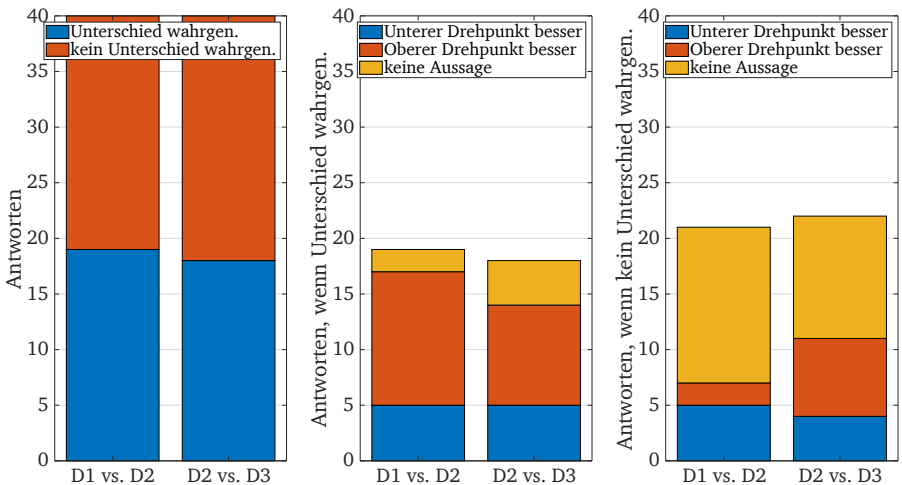 Antworten
40
35
30
25
20
15
10
5
0
Unterschied wahrgen.
kein Unterschied wahrgen.
D1 vs. D2
D2 vs. D3
Antworten, wenn Unterschied wahrgen.
40
35
30
25
20
15
10
5
0
Unterer Drehpunkt besser
Oberer Drehpunkt besser
keine Aussage
D1 vs. D2
D2 vs. D3
Antworten, wenn kein Unterschied wahrgen.
40
35
30
25
20
15
10
5
0
Unterer Drehpunkt besser
Oberer Drehpunkt besser
keine Aussage
D1 vs. D2
D2 vs. D3